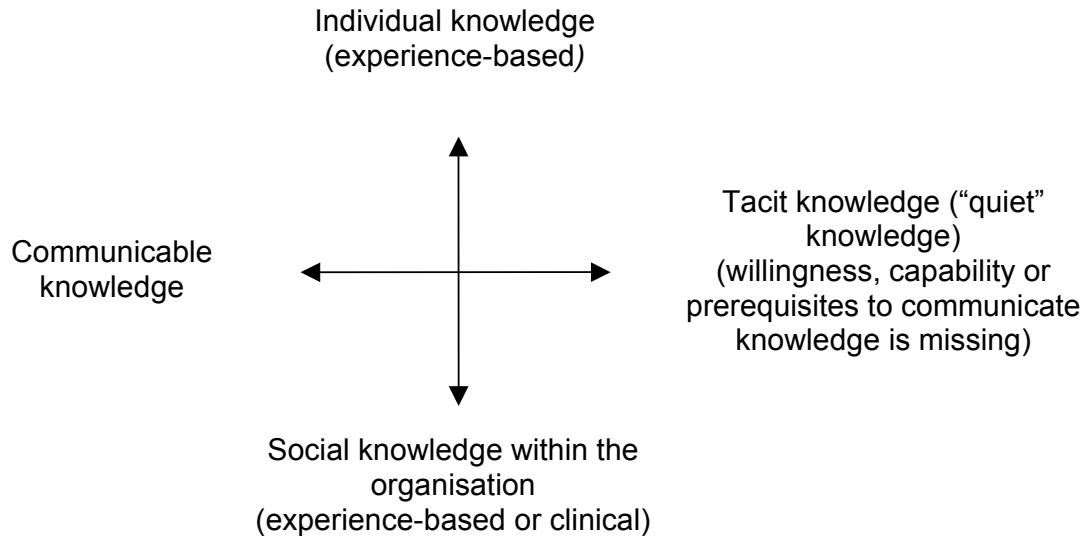 Individual knowledge
(experience-based)
Communicable
knowledge
Tacit knowledge (“quiet”
knowledge)
(willingness, capability or
prerequisites to communicate
knowledge is missing)
Social knowledge within the
organisation
(experience-based or clinical)